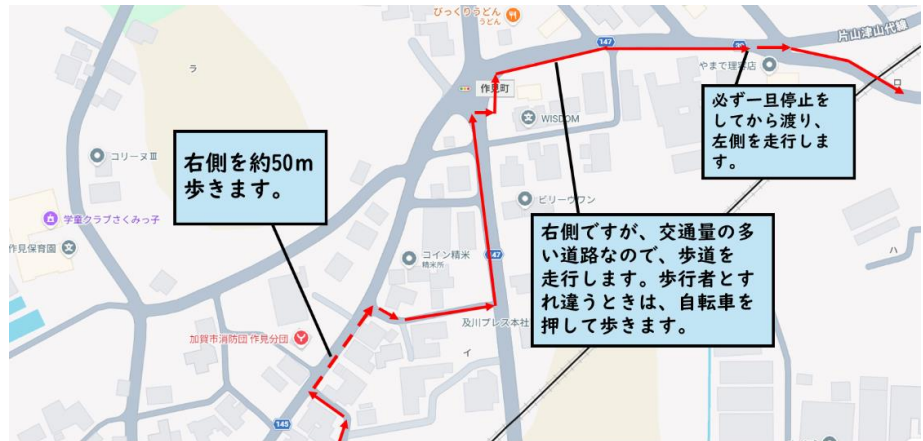 びっくりうどん
うどん
147
39
片山津山代線
やまで理容店
ロ
ラ
作見町
WISDOM
必ず一旦停止を
してから渡り、
左側を走行しま
す。
右側を約50m
歩きます。
コリーヌⅢ
学童クラブさくみっ子
作見保育園
ビリーヴワン
右側ですが、交通量の多
い道路なので、歩道を
走行します。歩行者とす
れ違うときは、自転車を
押して歩きます。
ハ
コイン精米
精米所
147
及川プレス本社
加賀市消防団 作見分団
イ
145